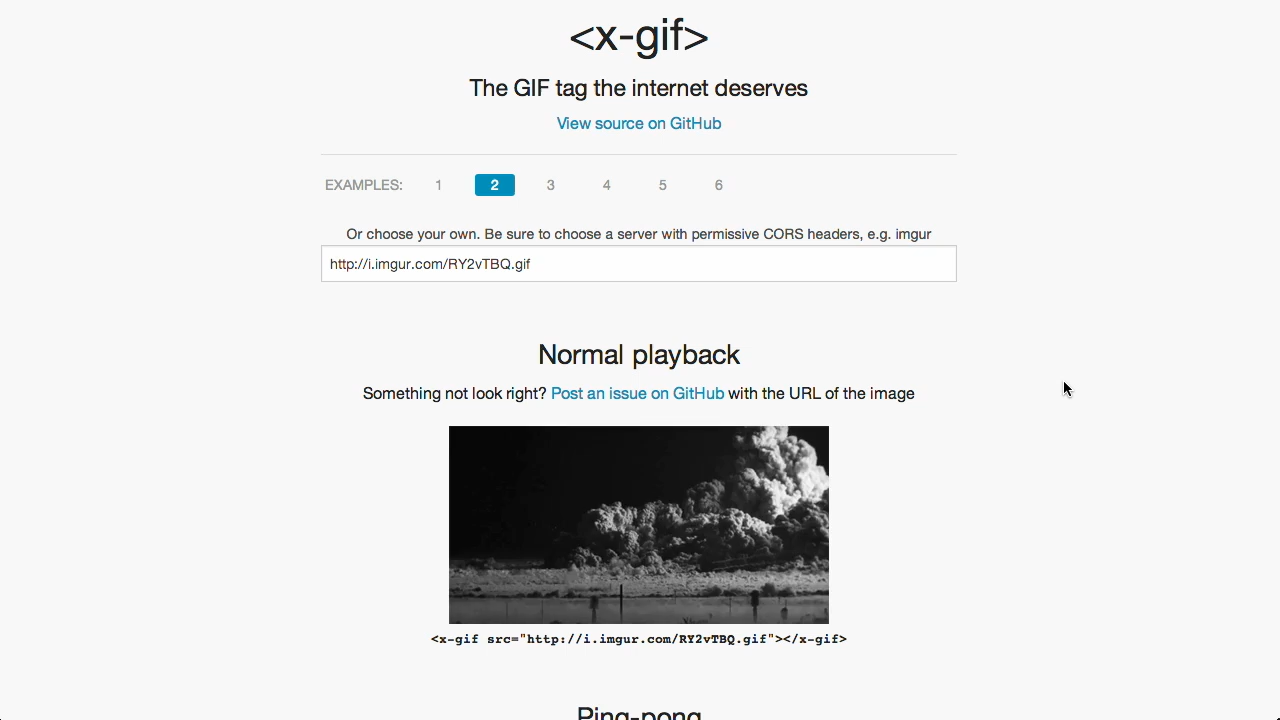 <x-gif>
The GIF tag the internet deserves
View source on GitHub
EXAMPLES: 1 2 3 4 5 6
Or choose your own. Be sure to choose a server with permissive CORS headers, e.g. imgur
http://i.imgur.com/RY2vTBQ.gif
Normal playback
Something not look right? Post an issue on GitHub with the URL of the image
<x-gif src="http://i.imgur.com/RY2vTBQ.gif"></x-gif>
Ping-pong